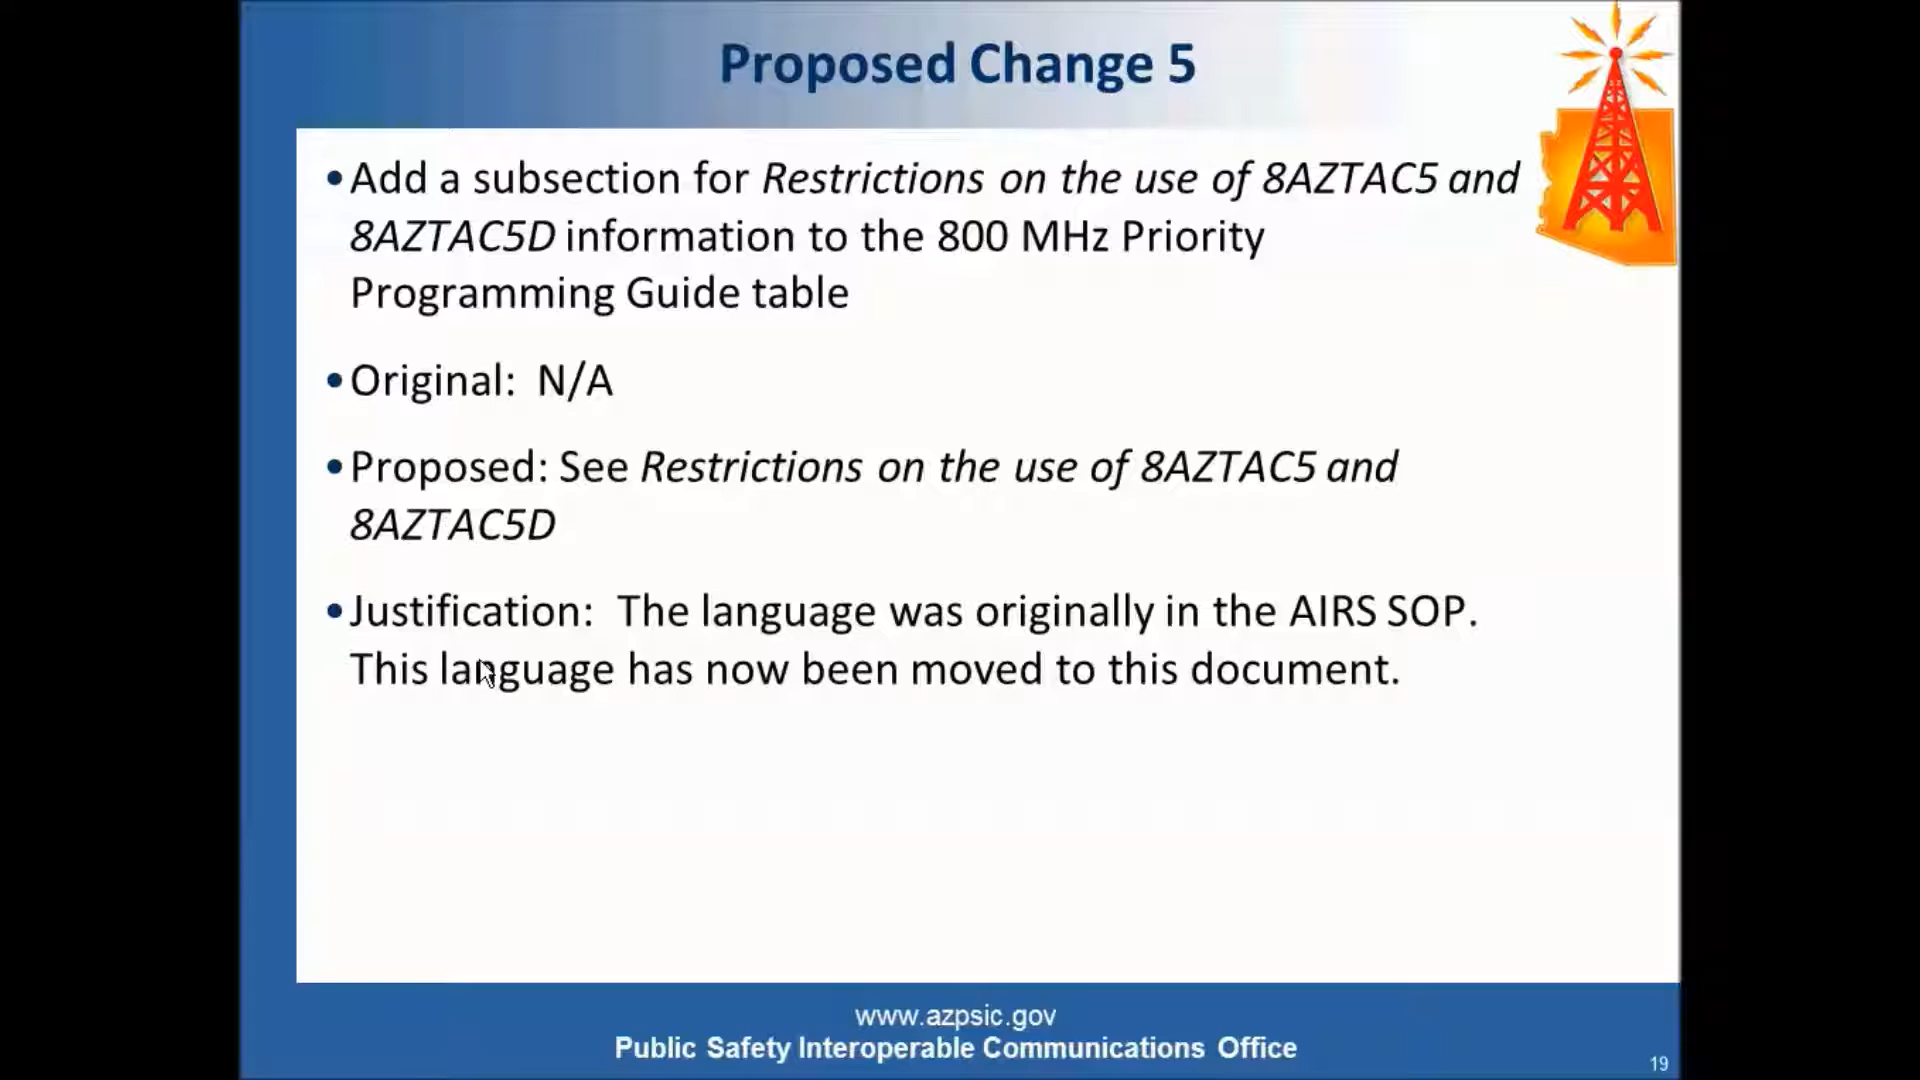 Proposed Change 5
•Add a subsection for Restrictions on the use of 8AZTAC5 and
8AZTAC5D information to the 800 MHz Priority
Programming Guide table
•Original:  N/A
•Proposed: See Restrictions on the use of 8AZTAC5 and
8AZTAC5D
•Justification:  The language was originally in the AIRS SOP.
This language has now been moved to this document.
www.azpsic.gov
Public Safety Interoperable Communications Office
19